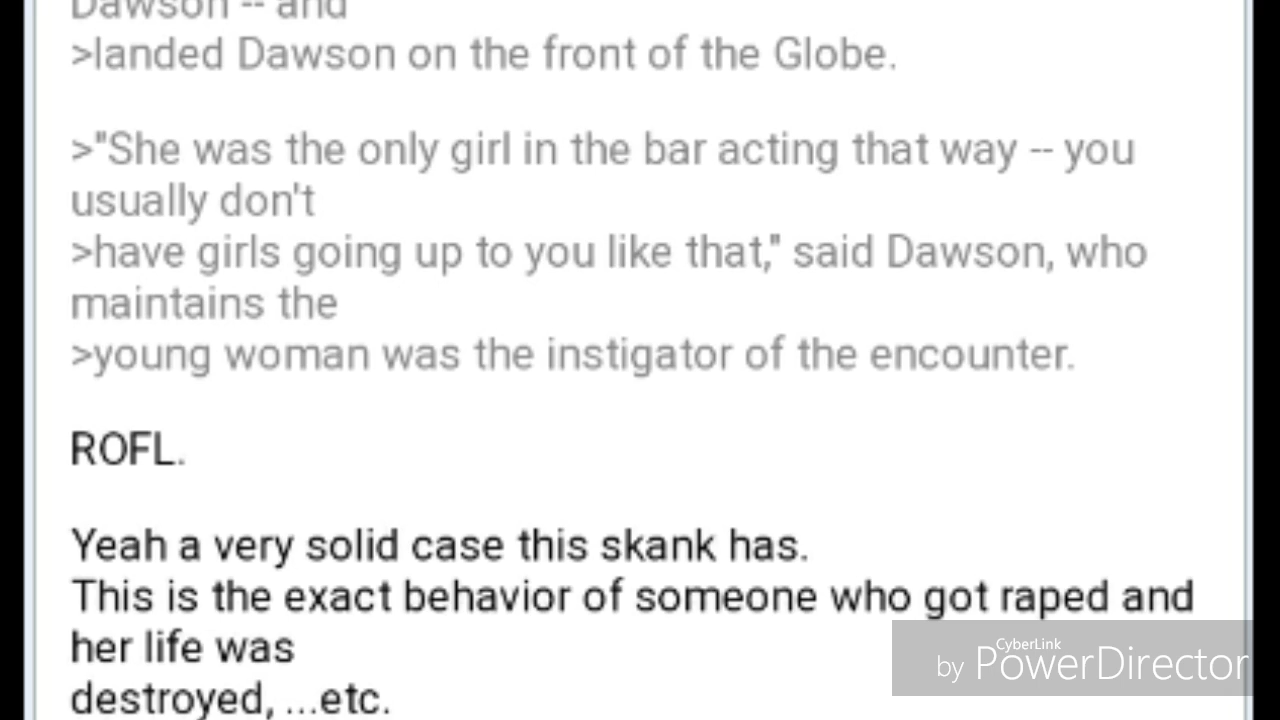 Dawson -- and
>landed Dawson on the front of the Globe.
>"She was the only girl in the bar acting that way -- you
usually don't
>have girls going up to you like that," said Dawson, who
maintains the
>young woman was the instigator of the encounter.
ROFL.
Yeah a very solid case this skank has.
This is the exact behavior of someone who got raped and
her life was
destroyed, ...etc.
CyberLink
by PowerDirector